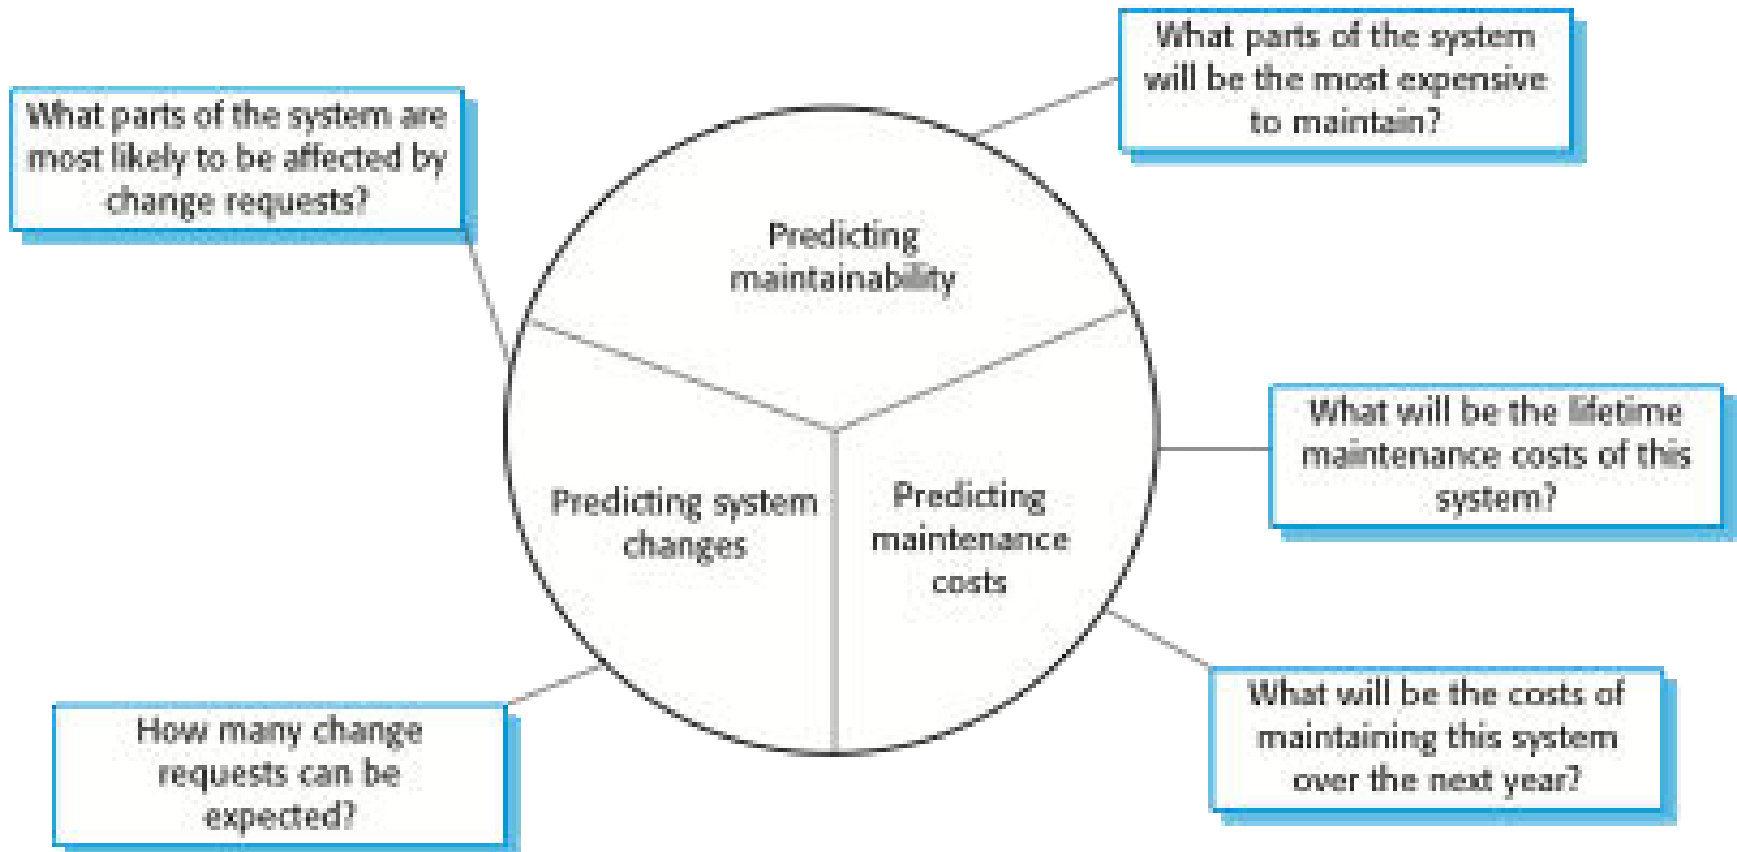 What parts of the system
will be the most expensive
to maintain?
What parts of the system are
most likely to be affected by
change requests?
Predicting
maintainability
What will be the lifetime
maintenance costs of this
system?
Predicting system
changes
Predicting
maintenance
costs
What will be the costs of
maintaining this system
over the next year?
How many change
requests can be
expected?